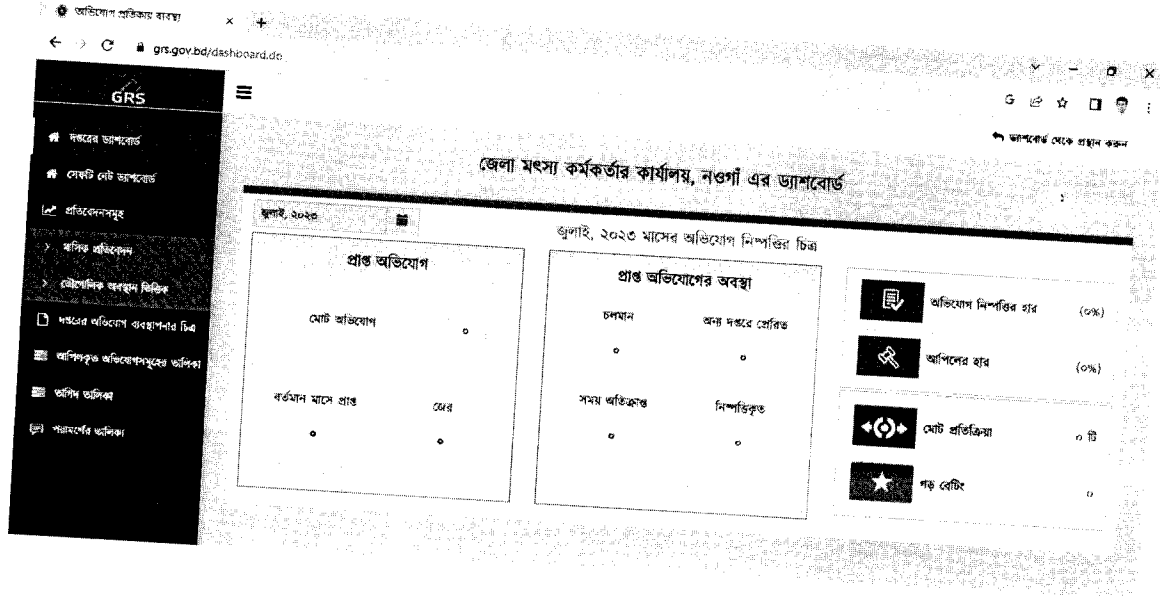 অভিযোগ প্রতিকার ব্যবস্থা
grs.gov.bd/dashboard.do
GRS
দপ্তরের ড্যাশবোর্ড
সেফটি নেট ড্যাশবোর্ড
প্রতিবেদনসমূহ
মাসিক প্রতিবেদন
ভৌগোলিক অবস্থান ভিত্তিক
দপ্তরের অভিযোগ ব্যবস্থাপনার চিত্র
আপিলকৃত অভিযোগসমূহের তালিকা
তাগিদ তালিকা
পরামর্শের তালিকা
ড্যাশবোর্ড থেকে প্রস্থান করুন
জেলা মৎস্য কর্মকর্তার কার্যালয়, নওগাঁ এর ড্যাশবোর্ড
জুলাই, ২০২৩
জুলাই, ২০২৩ মাসের অভিযোগ নিষ্পত্তির চিত্র
প্রাপ্ত অভিযোগ
মোট অভিযোগ ০
বর্তমান মাসে প্রাপ্ত জের
০ ০
প্রাপ্ত অভিযোগের অবস্থা
চলমান অন্য দপ্তরে প্রেরিত
০ ০
সময় অতিক্রান্ত নিষ্পত্তিকৃত
০ ০
অভিযোগ নিষ্পত্তির হার (০%)
আপিলের হার (০%)
মোট প্রতিক্রিয়া ০ টি
গড় রেটিং ০